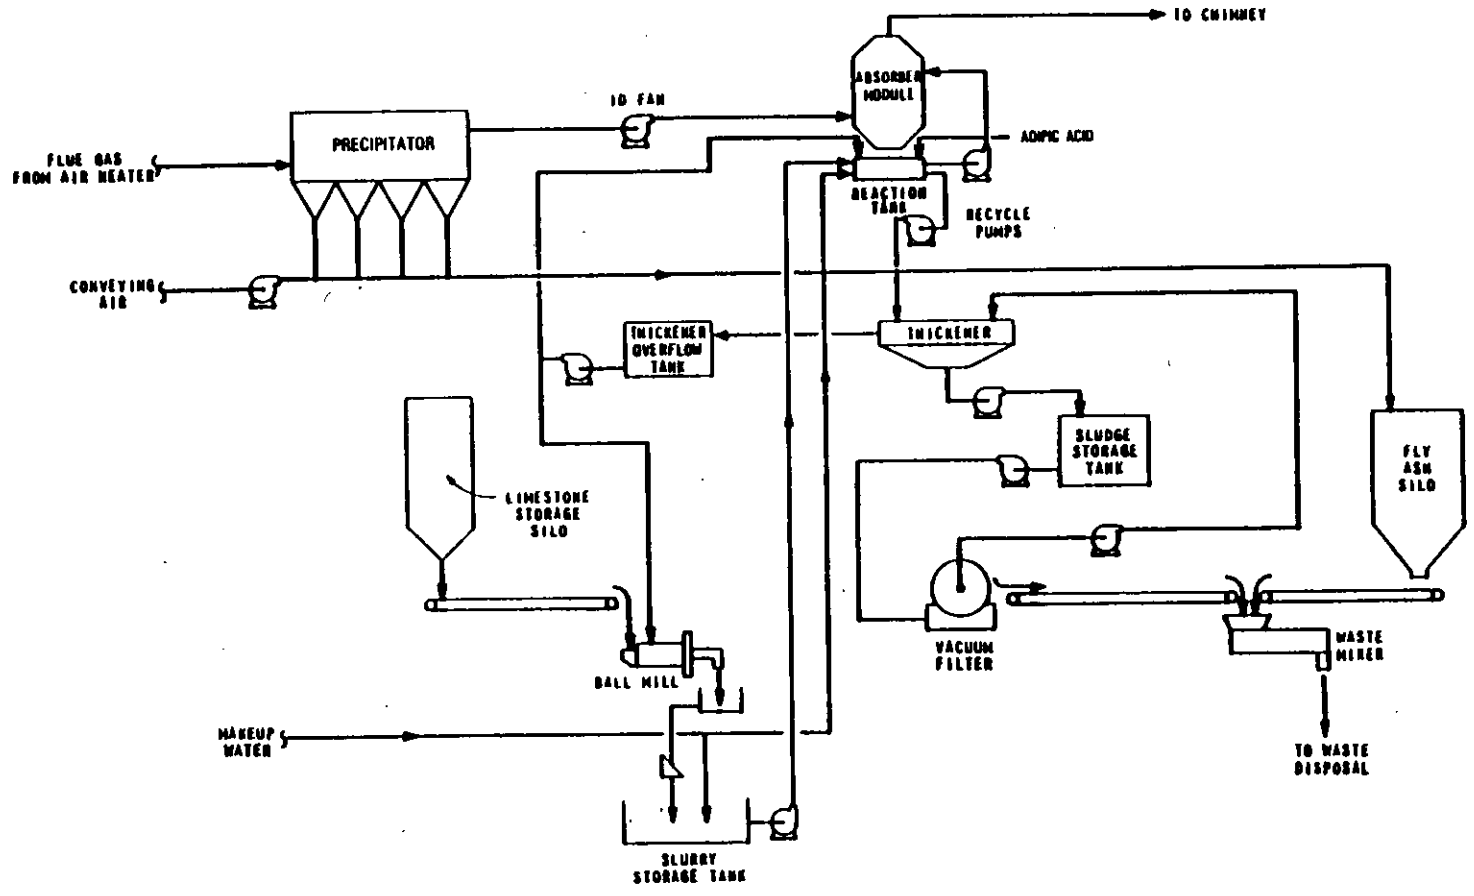 TO CHIMNEY
ABSORBER
MODULE
ID FAN
PRECIPITATOR
ADIPIC ACID
FLUE GAS
FROM AIR HEATER
REACTION
TANK
RECYCLE
PUMPS
CONVEYING
AIR
THICKENER
OVERFLOW
TANK
THICKENER
SLUDGE
STORAGE
TANK
FLY
ASH
SILO
LIMESTONE
STORAGE
SILO
VACUUM
FILTER
WASTE
MIXER
BALL MILL
MAKEUP
WATER
TO WASTE
DISPOSAL
SLURRY
STORAGE TANK